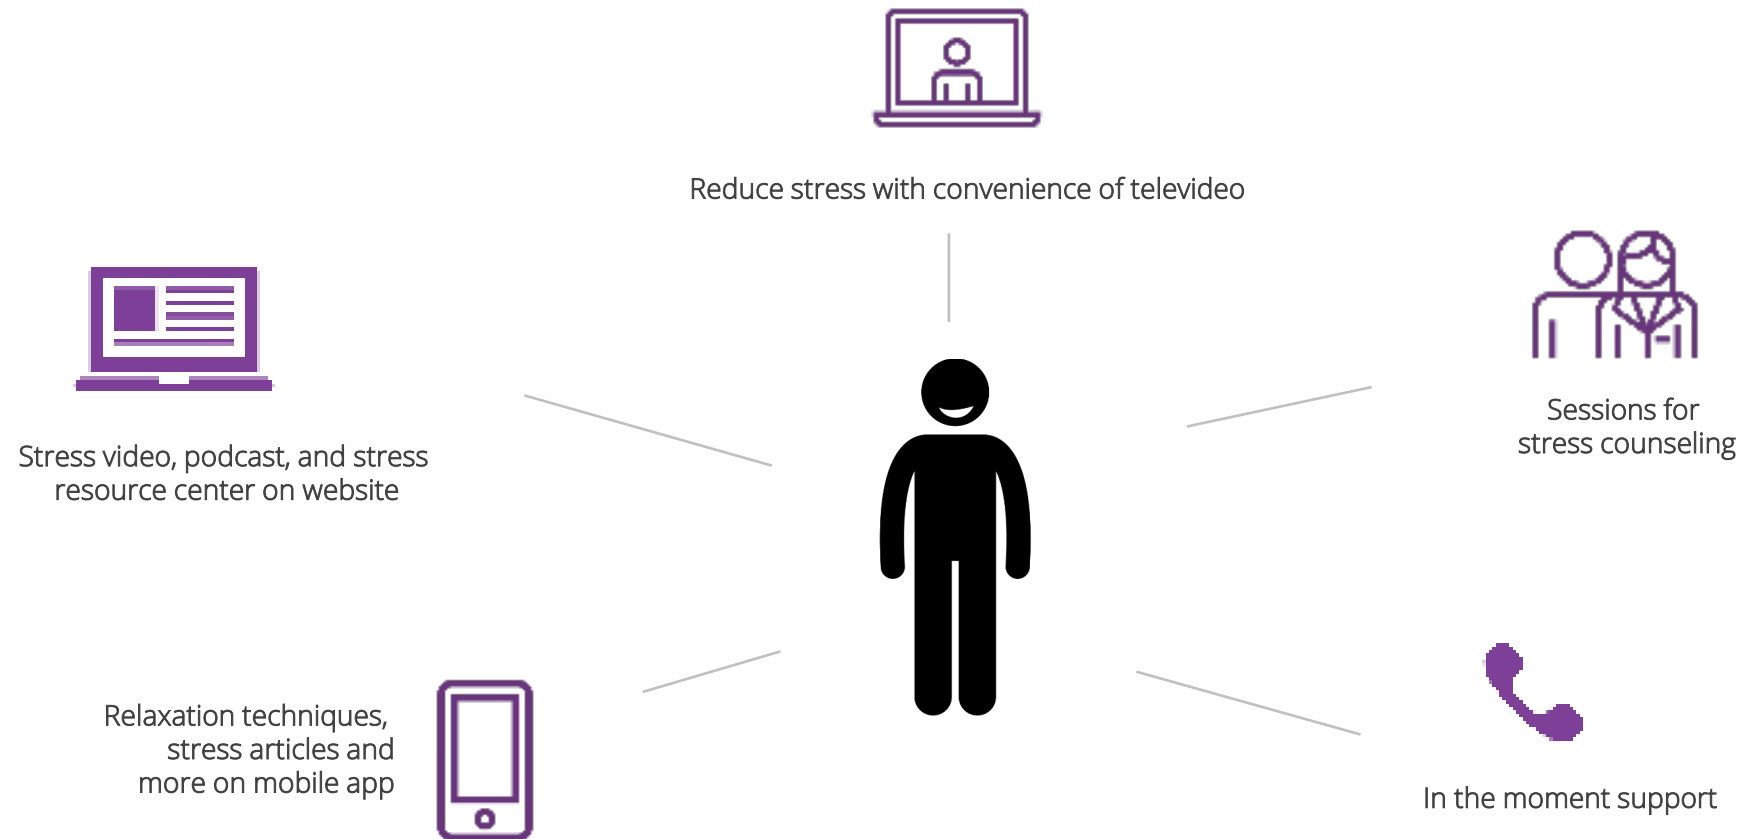 Reduce stress with convenience of televideo
Stress video, podcast, and stress
resource center on website
Sessions for
stress counseling
Relaxation techniques,
stress articles and
more on mobile app
In the moment support